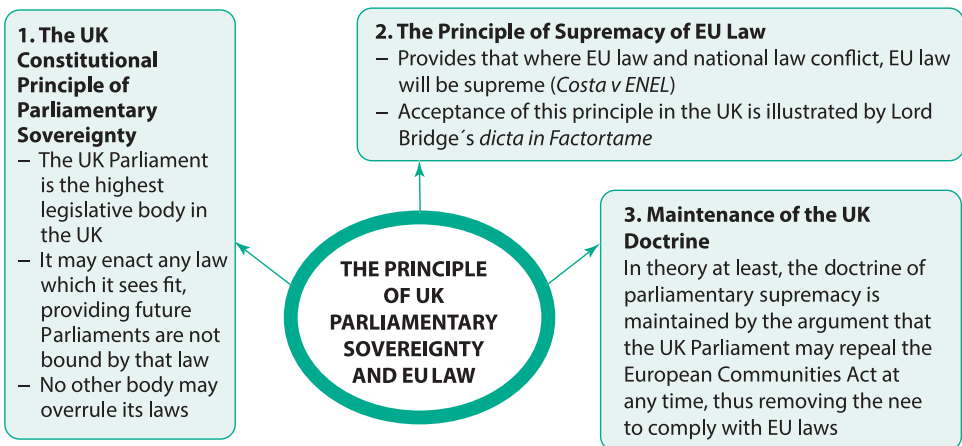 1. The UK
Constitutional
Principle of
Parliamentary
Sovereignty
– The UK Parliament
is the highest
legislative body in
the UK
– It may enact any law
which it sees fit,
providing future
Parliaments are not
bound by that law
– No other body may
overrule its laws
2. The Principle of Supremacy of EU Law
– Provides that where EU law and national law conflict, EU law
will be supreme (Costa v ENEL)
– Acceptance of this principle in the UK is illustrated by Lord
Bridge´s dicta in Factortame
3. Maintenance of the UK
Doctrine
In theory at least, the doctrine of
parliamentary supremacy is
maintained by the argument that
the UK Parliament may repeal the
European Communities Act at
any time, thus removing the nee
to comply with EU laws
THE PRINCIPLE
OF UK
PARLIAMENTARY
SOVEREIGNTY
AND EU LAW